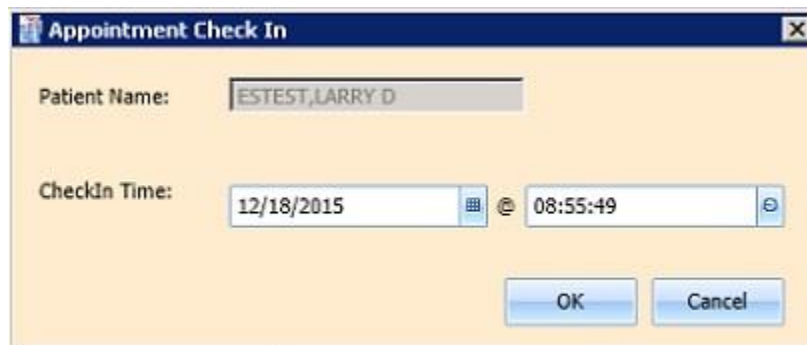 Appointment Check In
Patient Name: ESTEST,LARRY D
CheckIn Time: 12/18/2015 @ 08:55:49
OK Cancel